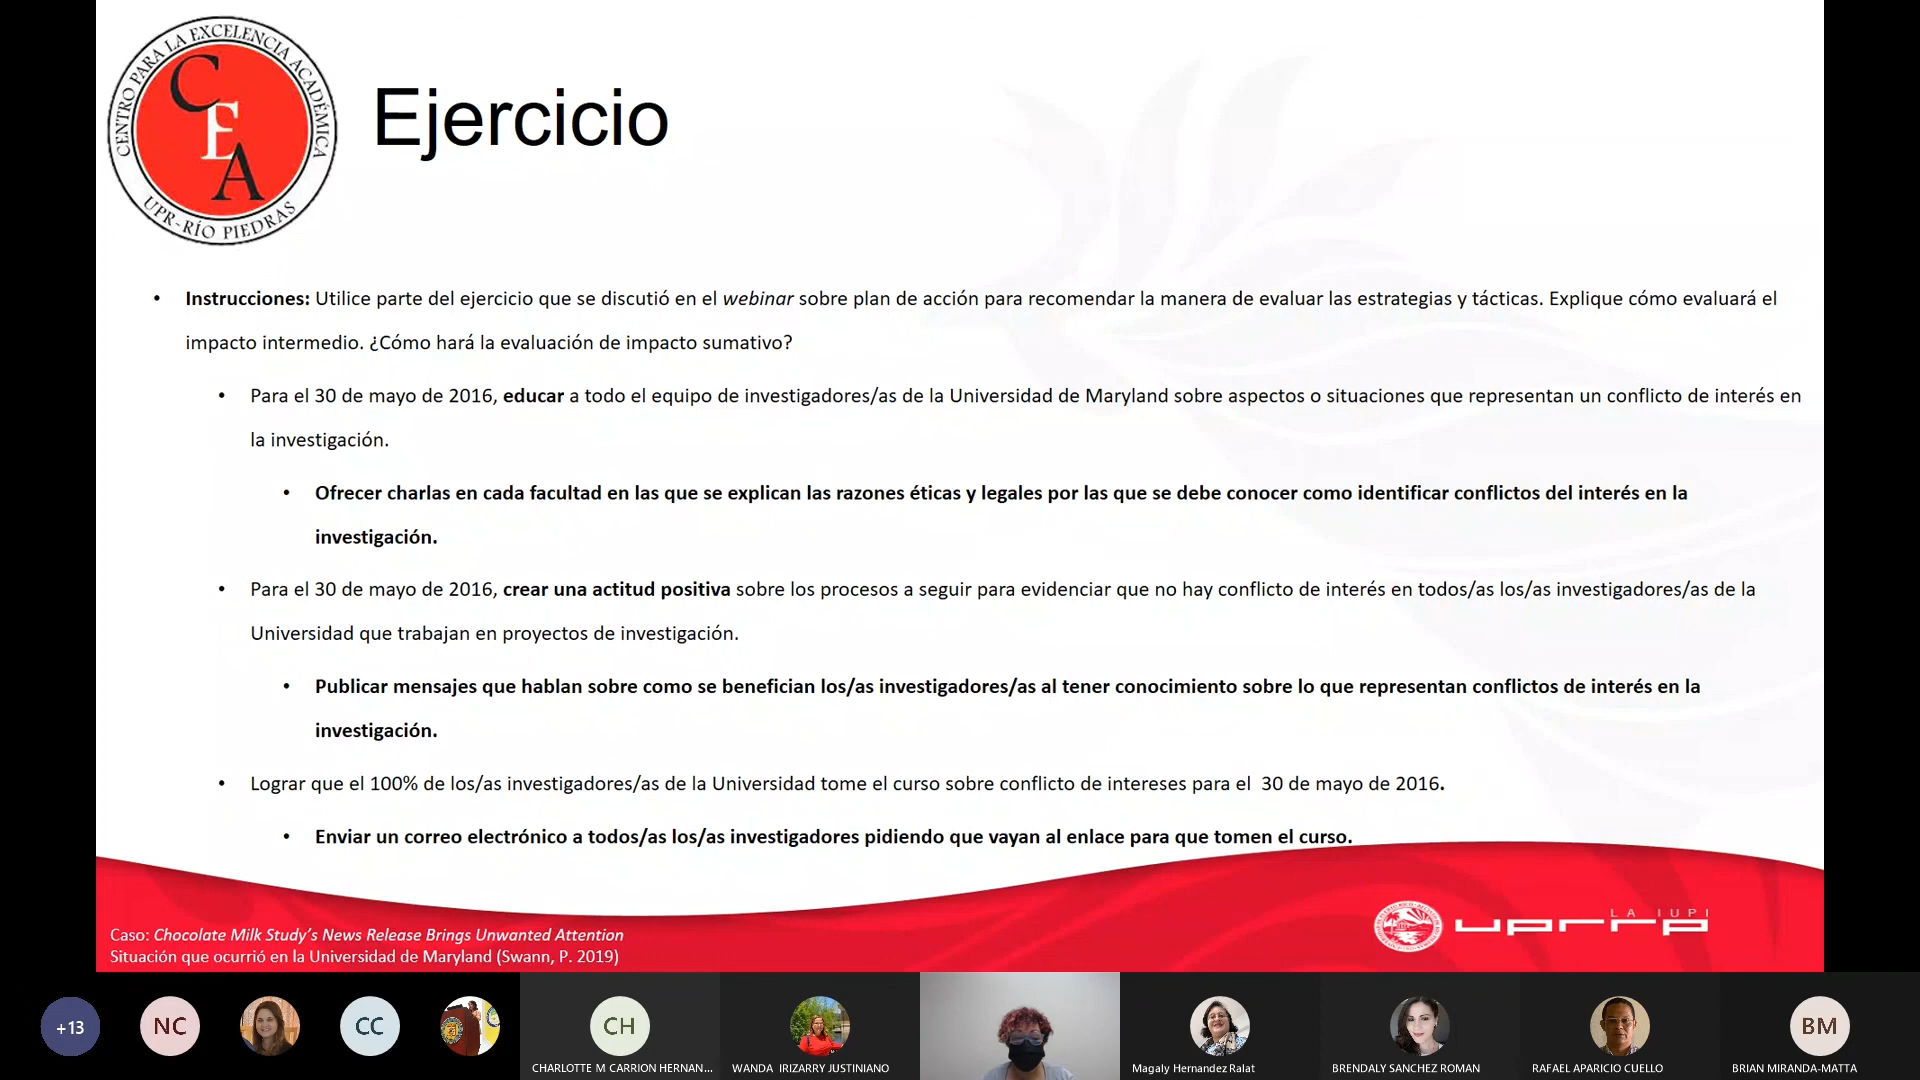 CENTRO PARA LA EXCELENCIA ACADÉMICA
CEA
UPR-RÍO PIEDRAS
Ejercicio
• Instrucciones: Utilice parte del ejercicio que se discutió en el webinar sobre plan de acción para recomendar la manera de evaluar las estrategias y tácticas. Explique cómo evaluará el
impacto intermedio. ¿Cómo hará la evaluación de impacto sumativo?
• Para el 30 de mayo de 2016, educar a todo el equipo de investigadores/as de la Universidad de Maryland sobre aspectos o situaciones que representan un conflicto de interés en
la investigación.
• Ofrecer charlas en cada facultad en las que se explican las razones éticas y legales por las que se debe conocer como identificar conflictos del interés en la
investigación.
• Para el 30 de mayo de 2016, crear una actitud positiva sobre los procesos a seguir para evidenciar que no hay conflicto de interés en todos/as los/as investigadores/as de la
Universidad que trabajan en proyectos de investigación.
• Publicar mensajes que hablan sobre como se benefician los/as investigadores/as al tener conocimiento sobre lo que representan conflictos de interés en la
investigación.
• Lograr que el 100% de los/as investigadores/as de la Universidad tome el curso sobre conflicto de intereses para el 30 de mayo de 2016.
• Enviar un correo electrónico a todos/as los/as investigadores pidiendo que vayan al enlace para que tomen el curso.
Caso: Chocolate Milk Study's News Release Brings Unwanted Attention
Situación que ocurrió en la Universidad de Maryland (Swann, P. 2019)
LA IUPI
uprrp
+13
NC
CC
CH
BM
CHARLOTTE M CARRION HERNAN...
WANDA IRIZARRY JUSTINIANO
Magaly Hernandez Ralat
BRENDALY SANCHEZ ROMAN
RAFAEL APARICIO CUELLO
BRIAN MIRANDA-MATTA